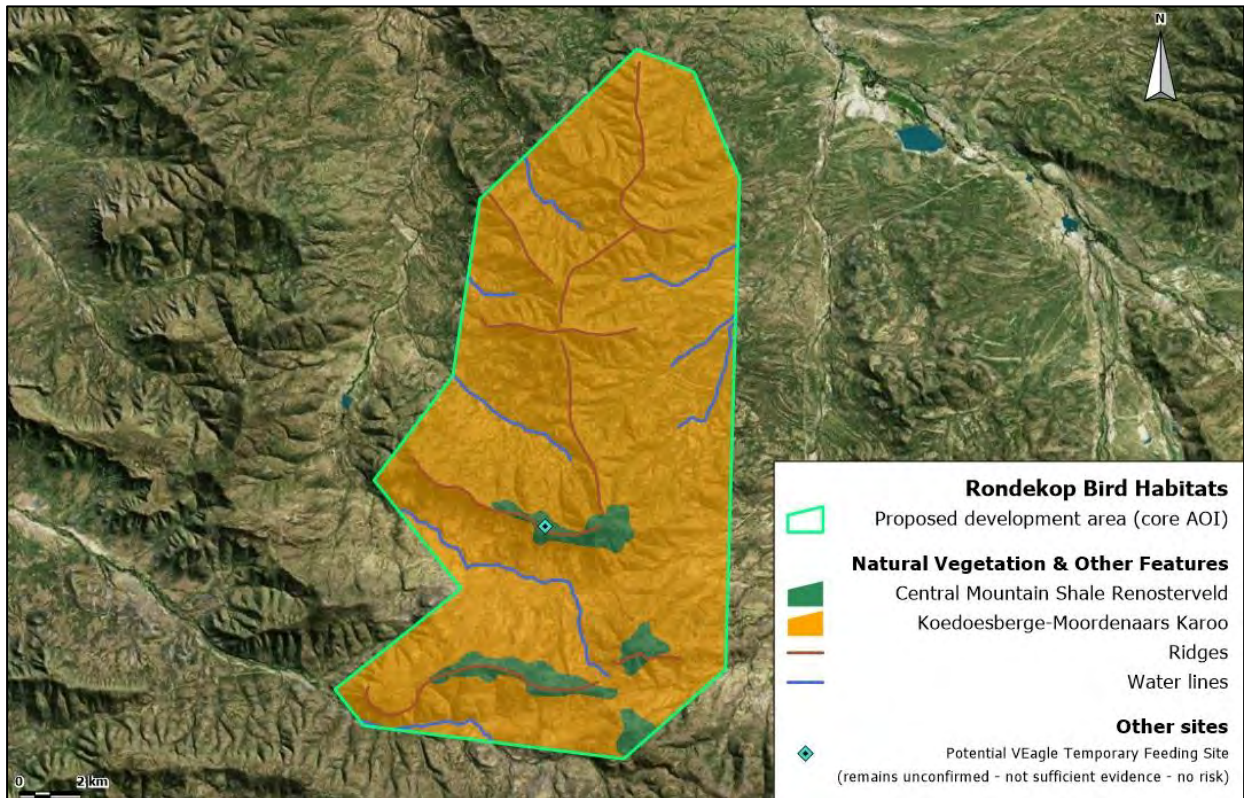 N
Rondekop Bird Habitats
Proposed development area (core AOI)
Natural Vegetation & Other Features
Central Mountain Shale Renosterveld
Koedoesberge-Moordenaars Karoo
Ridges
Water lines
Other sites
Potential VEagle Temporary Feeding Site
(remains unconfirmed - not sufficient evidence - no risk)
0 2 km